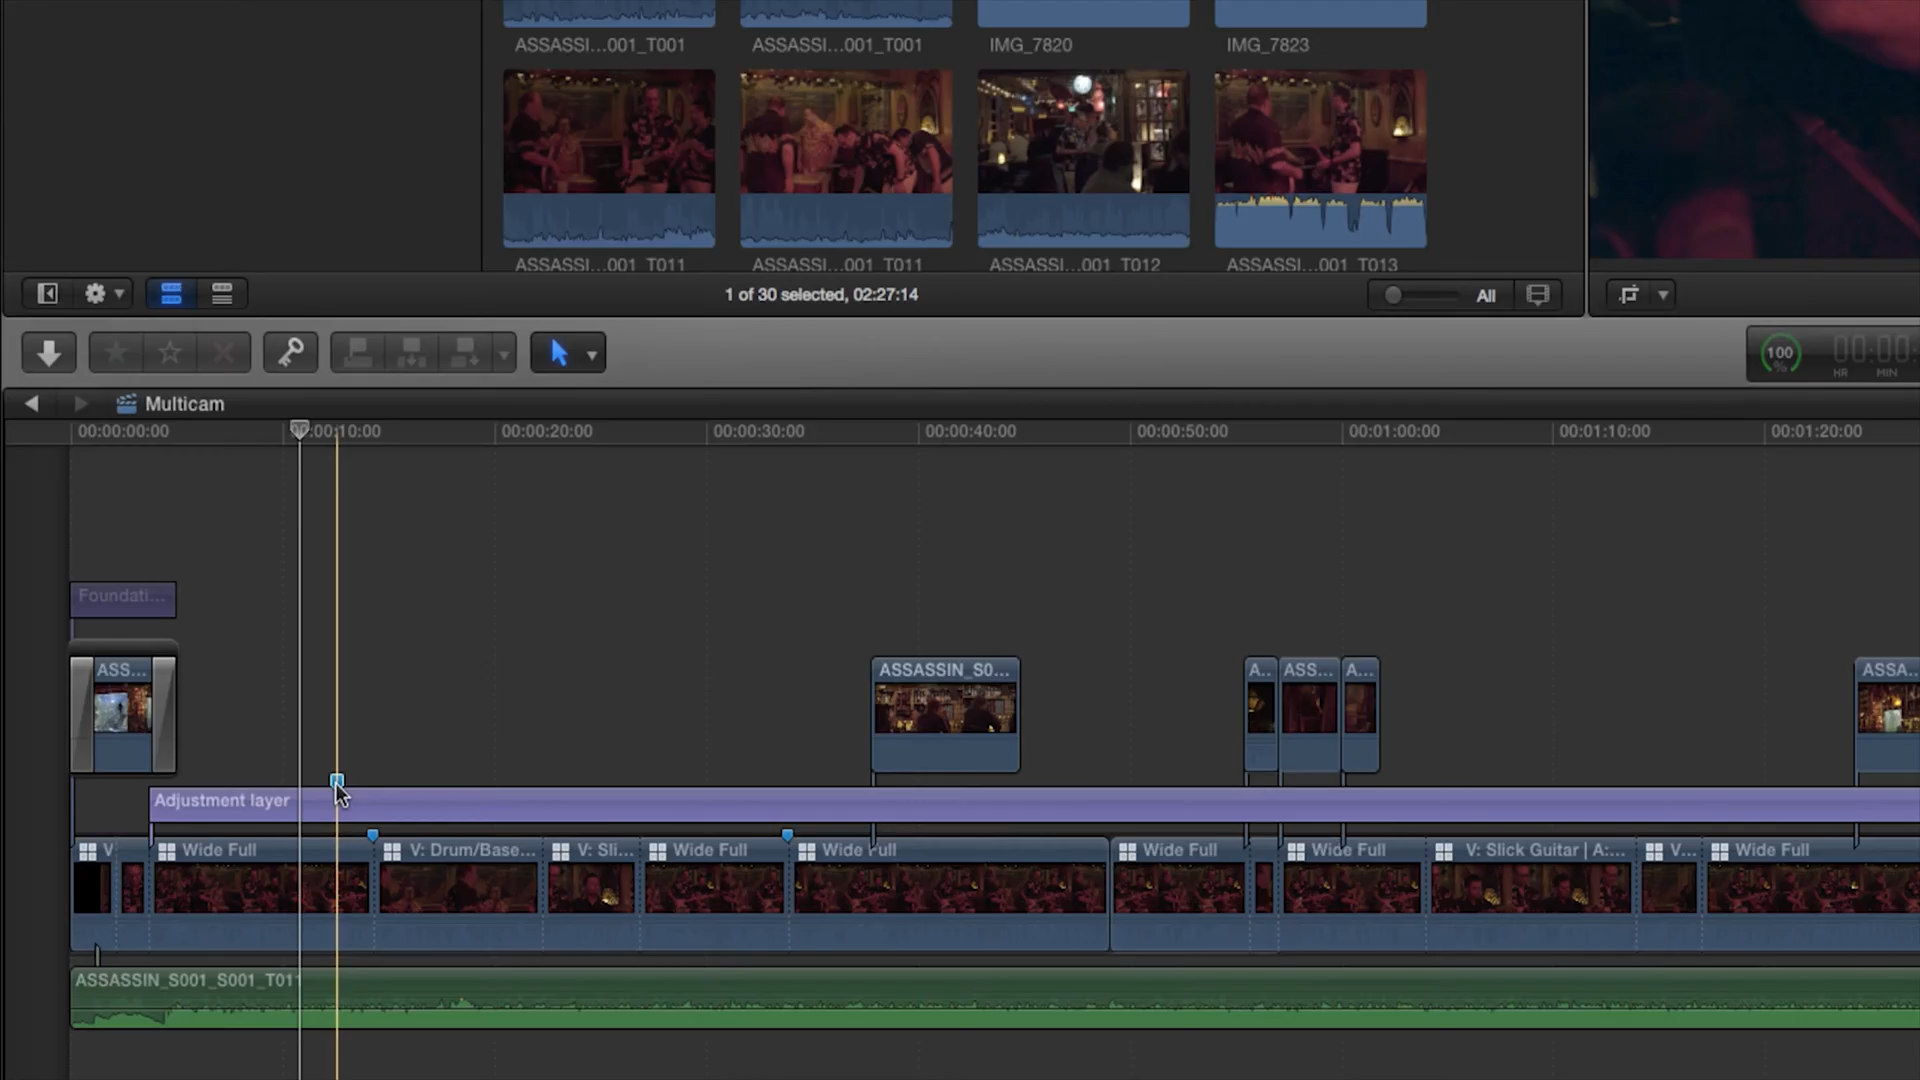 ASSASSI...001_T001 ASSASSI...001_T001 IMG_7820 IMG_7823
ASSASSI...001_T011 ASSASSI...001_T011 ASSASSI...001_T012 ASSASSI...001_T013
1 of 30 selected, 02:27:14 All
100 % 00:00:
HR MIN
Multicam
00:00:00:00 00:00:10:00 00:00:20:00 00:00:30:00 00:00:40:00 00:00:50:00 00:01:00:00 00:01:10:00 00:01:20:00
Foundati...
ASS... ASSASSIN_S0... A.. ASS... A... ASSA..
Adjustment layer
V Wide Full V: Drum/Base... V: Sli... Wide Full Wide Full Wide Full Wide Full V: Slick Guitar | A:... V... Wide Full
ASSASSIN_S001_S001_T011